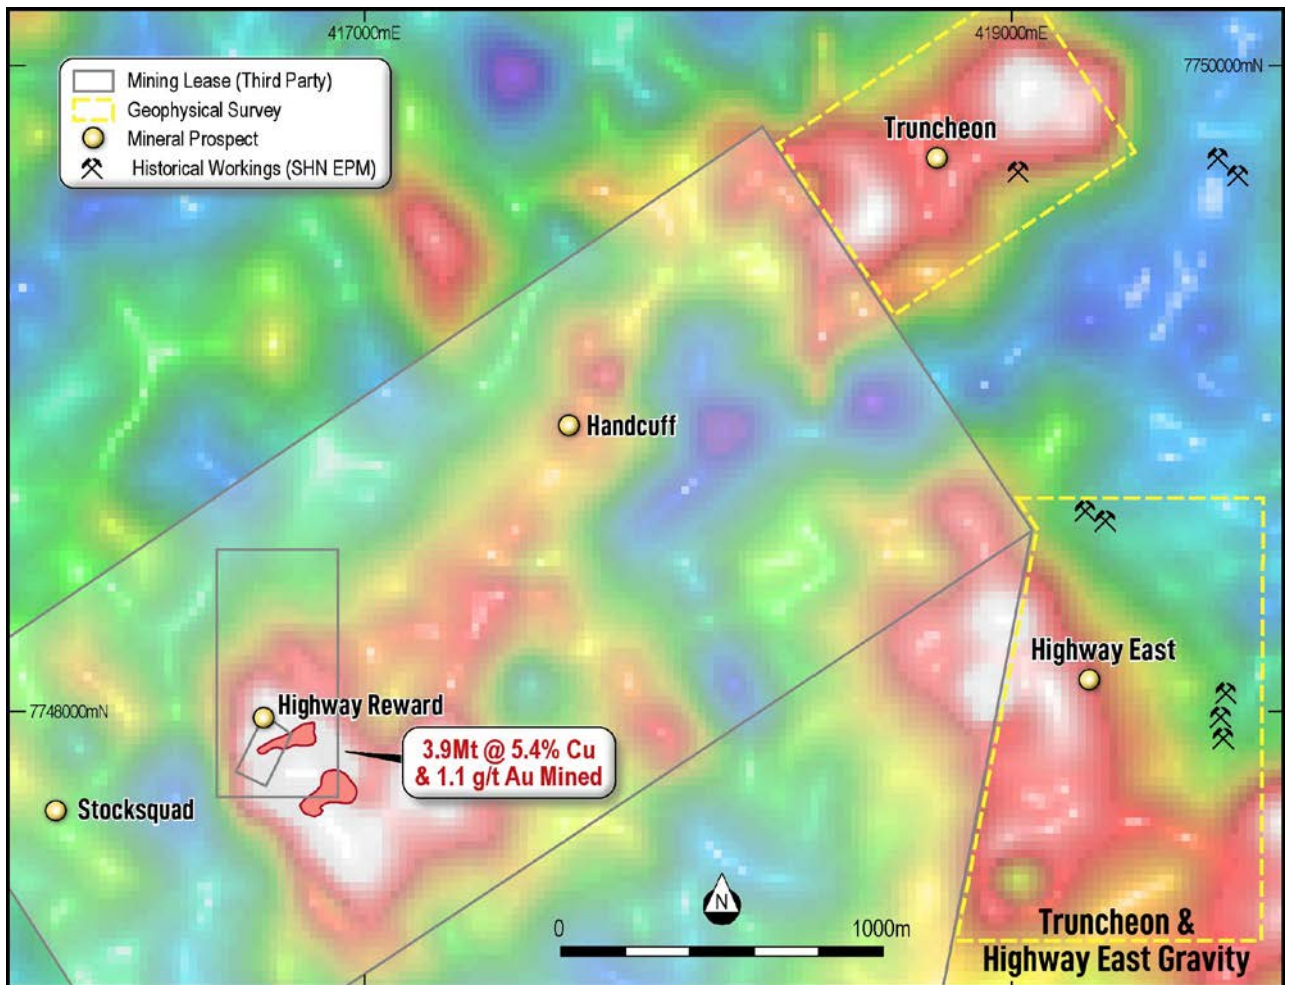 417000mE
419000mE
7750000mN
Mining Lease (Third Party)
Geophysical Survey
Mineral Prospect
Historical Workings (SHN EPM)
Truncheon
Handcuff
Highway East
7748000mN
Highway Reward
3.9Mt @ 5.4% Cu
& 1.1 g/t Au Mined
Stocksquad
N
0
1000m
Truncheon &
Highway East Gravity